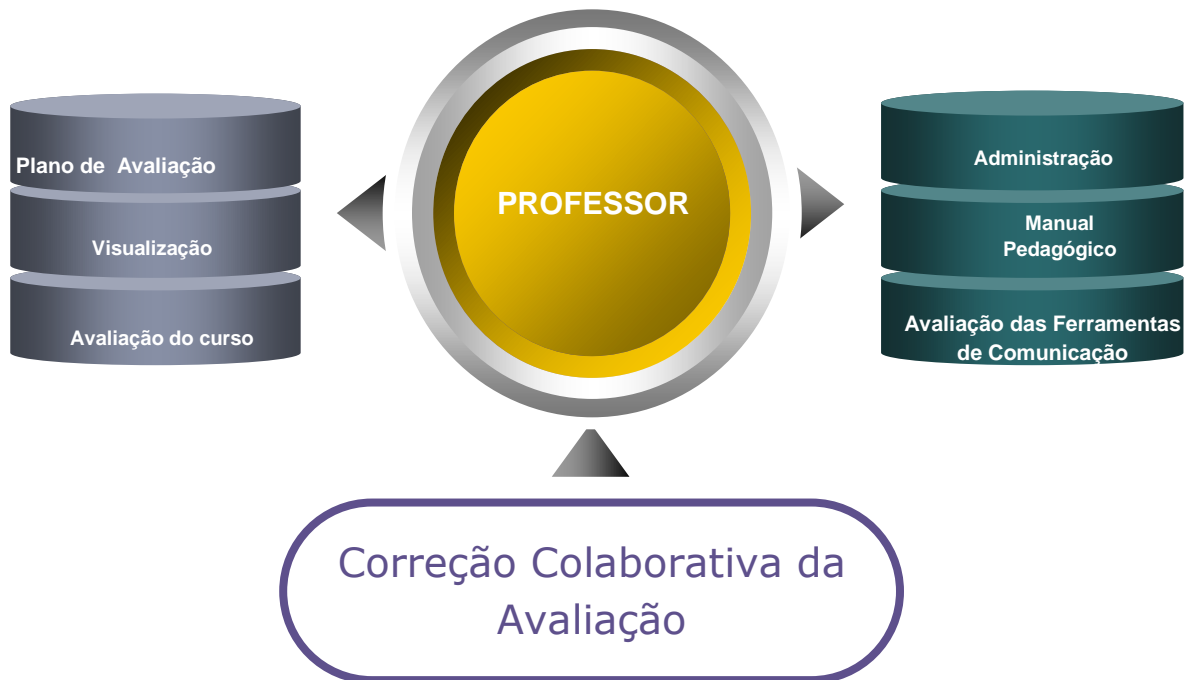 Plano de Avaliação
Visualização
Avaliação do curso
PROFESSOR
Administração
Manual
Pedagógico
Avaliação das Ferramentas
de Comunicação
Correção Colaborativa da
Avaliação